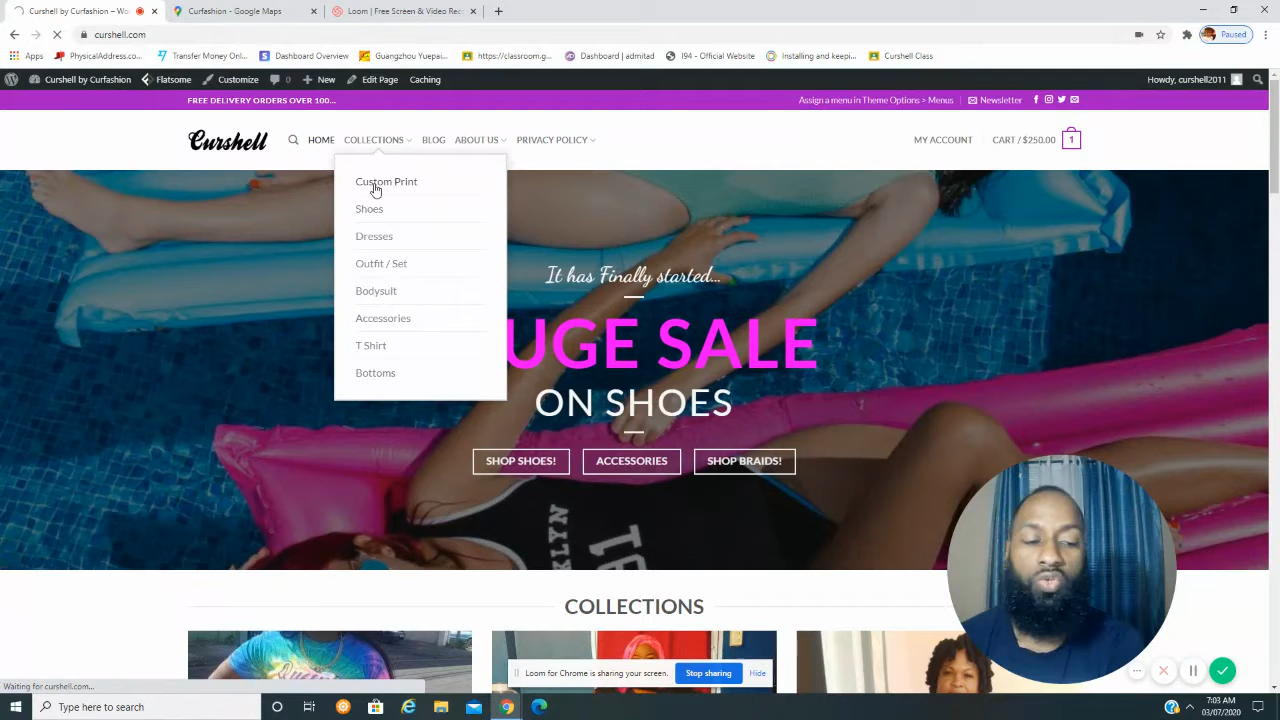 Curshell by Curfashion – Wo
Google Maps
Loom | Free Screen & Video Rec
curshell.com
Paused
Apps
PhysicalAddress.co...
Transfer Money Onl...
Dashboard Overview
Guangzhou Yuepai...
https://classroom.g...
Dashboard | admitad
I94 - Official Website
Installing and keepi...
Curshell Class
Curshell by Curfashion
Flatsome
Customize
0
New
Edit Page
Caching
Howdy, curshell2011
FREE DELIVERY ORDERS OVER 100...
Assign a menu in Theme Options > Menus
Newsletter
Curshell
HOME
COLLECTIONS
BLOG
ABOUT US
PRIVACY POLICY
MY ACCOUNT
CART / $250.00
1
Custom Print
Shoes
Dresses
Outfit / Set
Bodysuit
Accessories
T Shirt
Bottoms
It has Finally started...
UGE SALE
ON SHOES
SHOP SHOES!
ACCESSORIES
SHOP BRAIDS!
COLLECTIONS
Loom for Chrome is sharing your screen.
Stop sharing
Hide
Waiting for curshell.com...
Type here to search
7:03 AM
03/07/2020